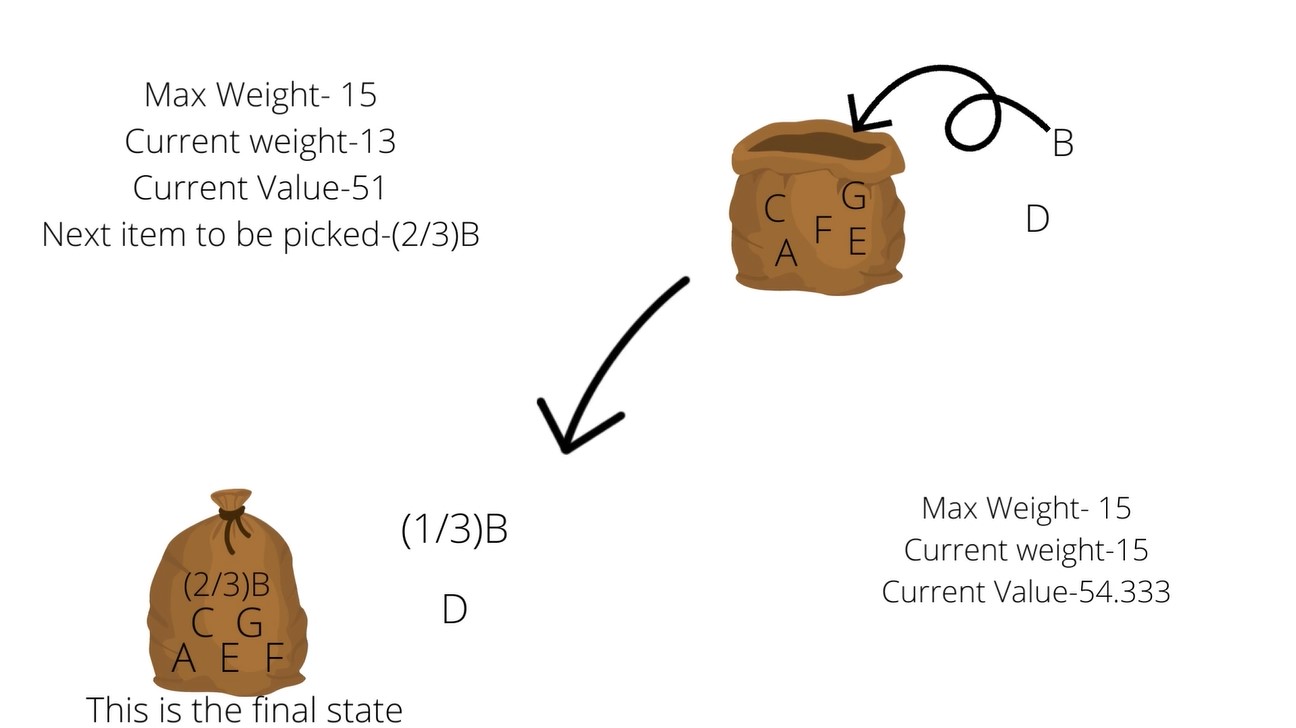 Max Weight- 15
Current weight-13
Current Value-51
Next item to be picked-(2/3)B
B
D
C G
F
A E
(1/3)B
D
(2/3)B
C G
A E F
This is the final state
Max Weight- 15
Current weight-15
Current Value-54.333